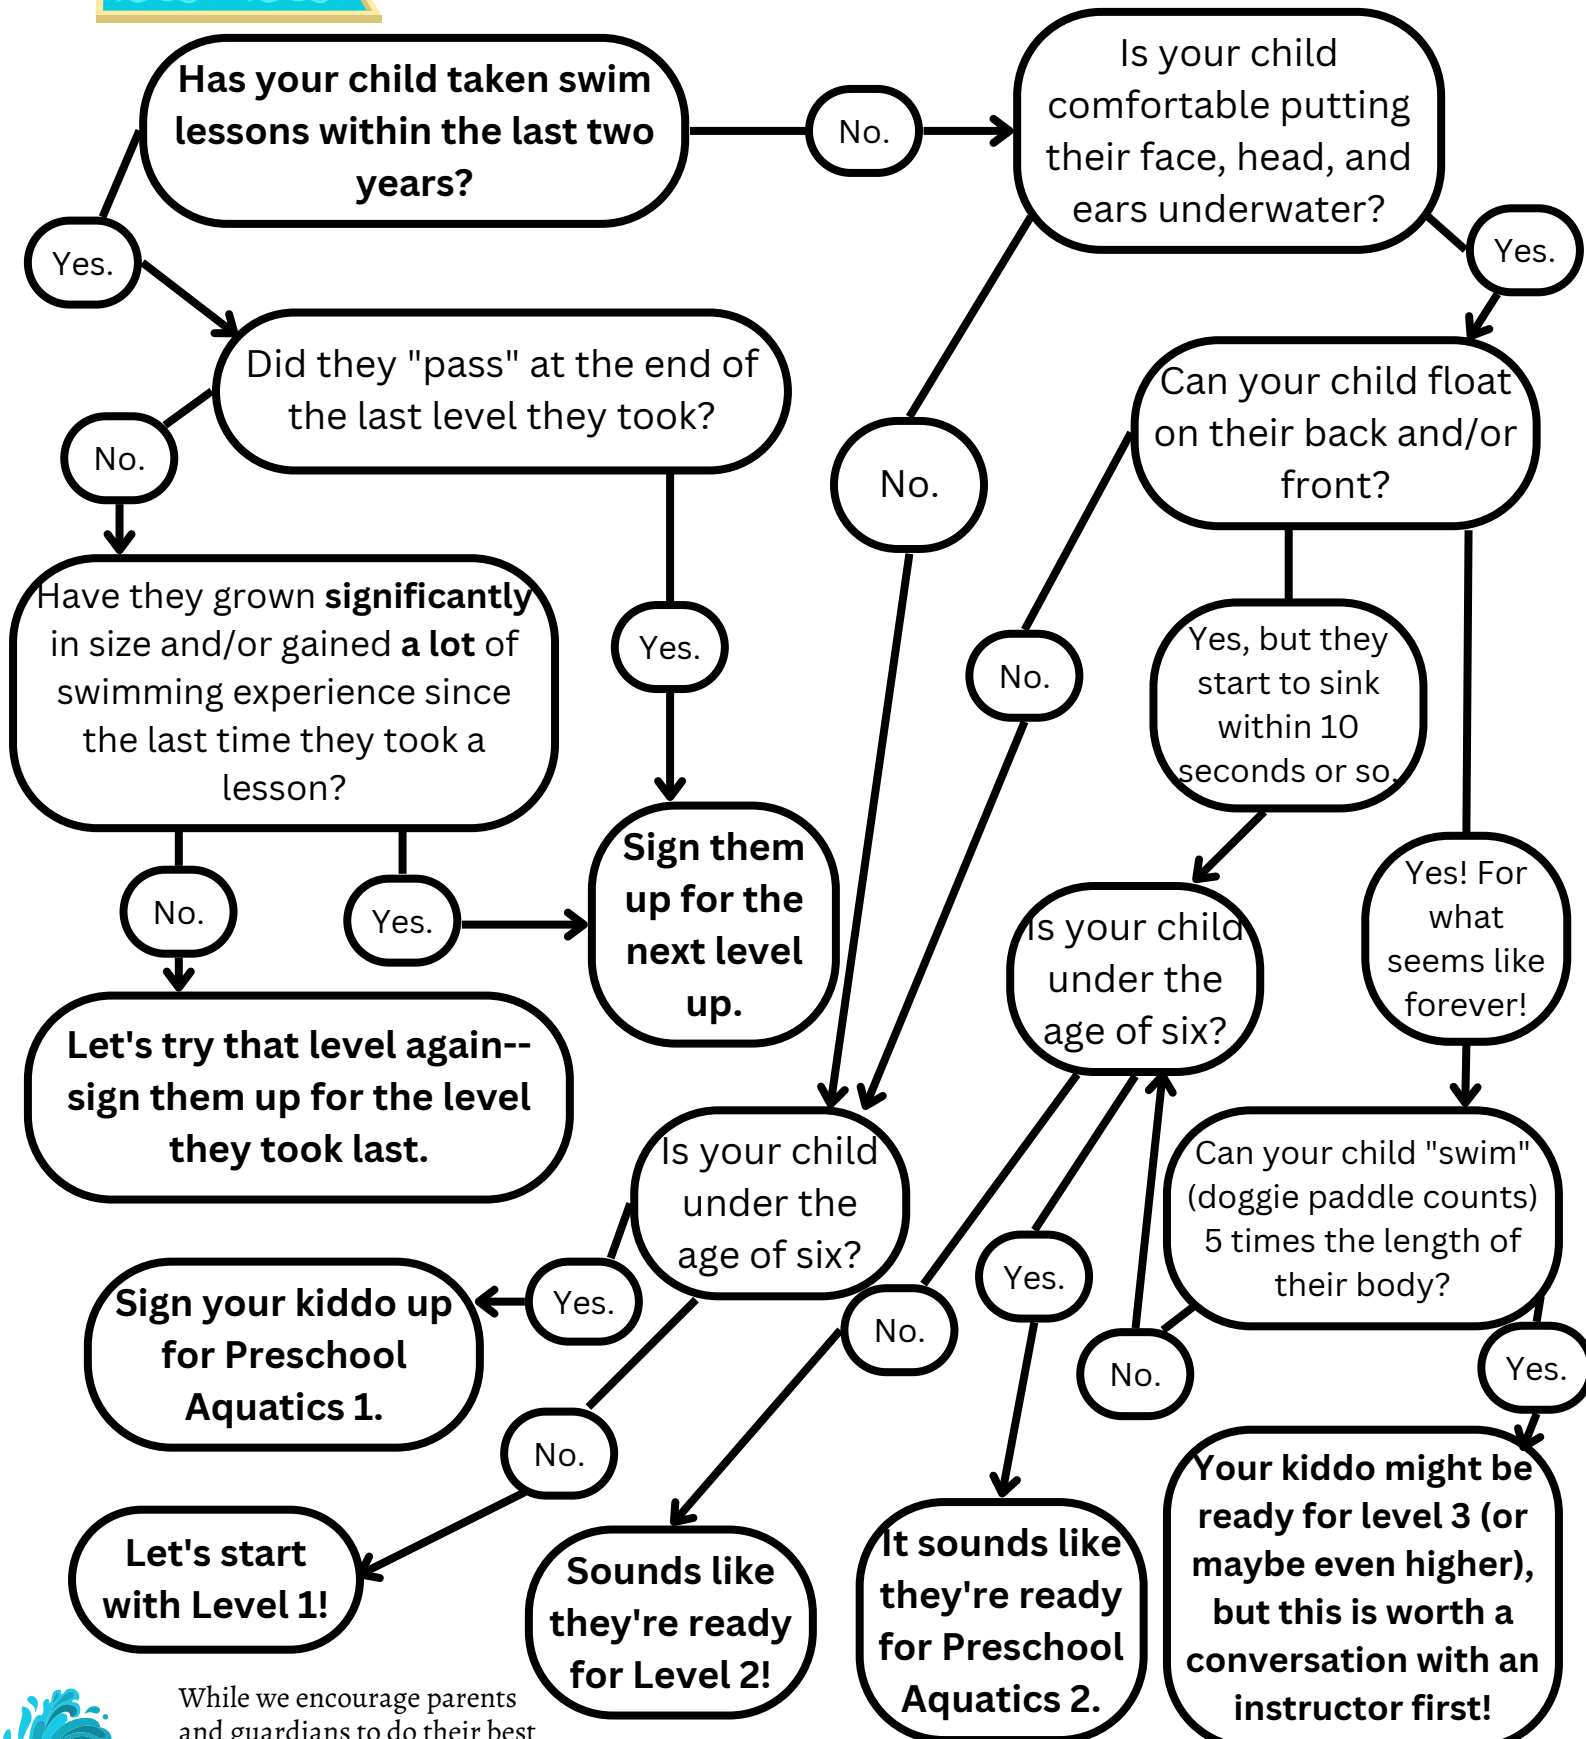 Has your child taken swim
lessons within the last two
years?
No.
Is your child
comfortable putting
their face, head, and
ears underwater?
Yes.
Yes.
Did they "pass" at the end of
the last level they took?
Can your child float
on their back and/or
front?
No.
No.
Have they grown significantly
in size and/or gained a lot of
swimming experience since
the last time they took a
lesson?
Yes.
No.
Yes, but they
start to sink
within 10
seconds or so.
Sign them
up for the
next level
up.
Yes! For
what
seems like
forever!
No.
Yes.
Is your child
under the
age of six?
Let's try that level again--
sign them up for the level
they took last.
Is your child
under the
age of six?
Can your child "swim"
(doggie paddle counts)
5 times the length of
their body?
Yes.
Sign your kiddo up
for Preschool
Aquatics 1.
Yes.
No.
No.
Yes.
No.
Let's start
with Level 1!
Sounds like
they're ready
for Level 2!
It sounds like
they're ready
for Preschool
Aquatics 2.
Your kiddo might be
ready for level 3 (or
maybe even higher),
but this is worth a
conversation with an
instructor first!
While we encourage parents
and guardians to do their best